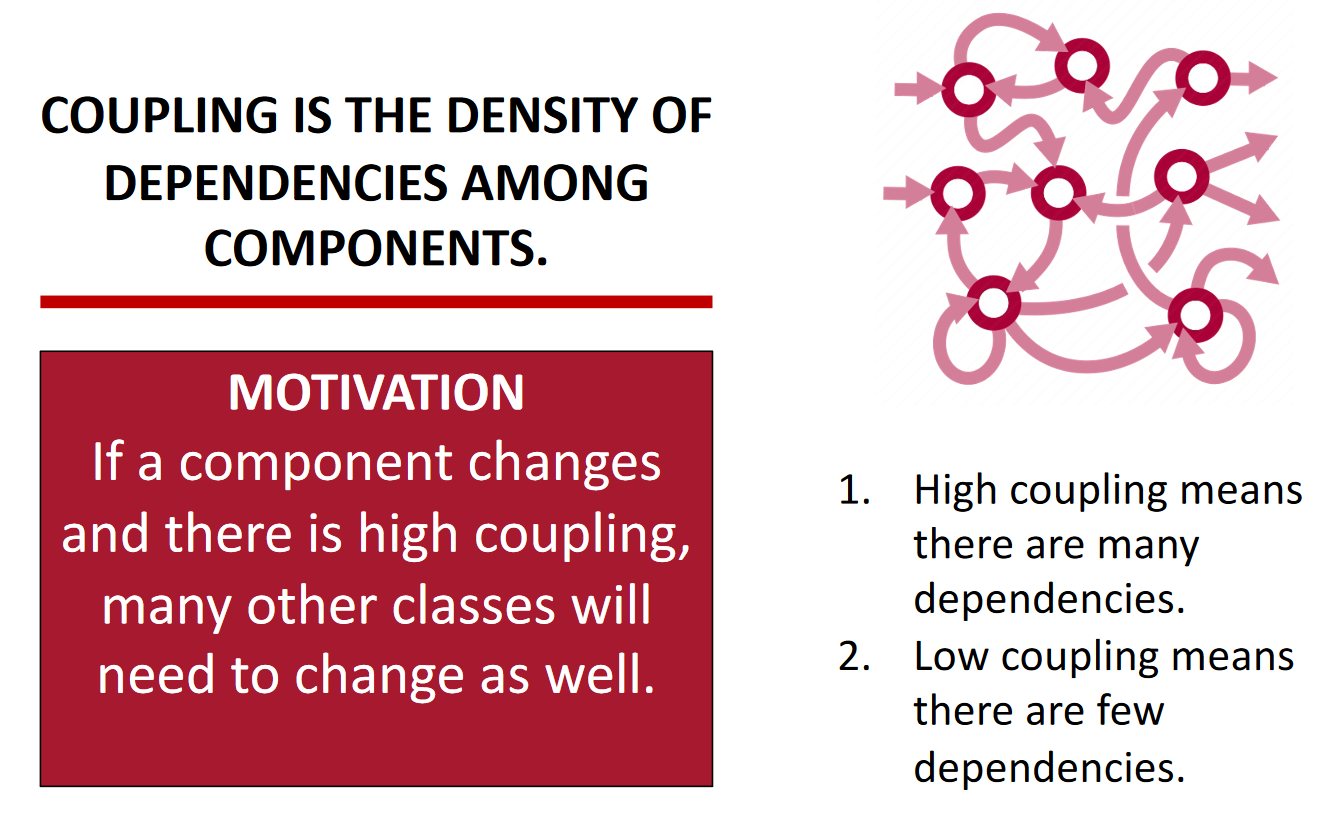 COUPLING IS THE DENSITY OF
DEPENDENCIES AMONG
COMPONENTS.
MOTIVATION
If a component changes
and there is high coupling,
many other classes will
need to change as well.
1. High coupling means
there are many
dependencies.
2. Low coupling means
there are few
dependencies.